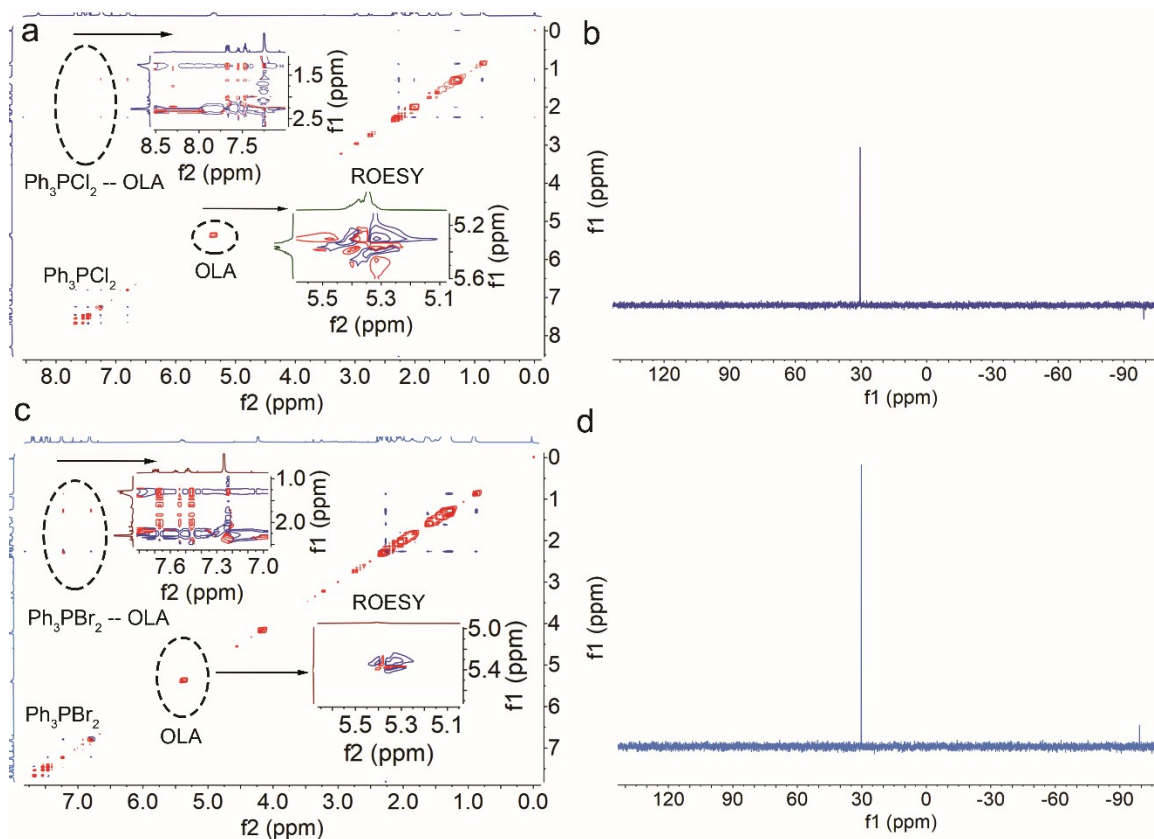 a
0
1
2
3
4
5
6
7
8
f1 (ppm)
8.0 7.0 6.0 5.0 4.0 3.0 2.0 1.0 0.0
f2 (ppm)
1.5
2.5
f1 (ppm)
8.5 8.0 7.5
f2 (ppm)
Ph₃PCl₂ -- OLA
ROESY
5.2
5.6
f1 (ppm)
5.5 5.3 5.1
f2 (ppm)
OLA
Ph₃PCl₂
b
f1 (ppm)
120 90 60 30 0 -30 -60 -90
f1 (ppm)
c
0
1
2
3
4
5
6
7
f1 (ppm)
7.0 6.0 5.0 4.0 3.0 2.0 1.0 0.0
f2 (ppm)
1.0
2.0
f1 (ppm)
7.6 7.3 7.0
f2 (ppm)
Ph₃PBr₂ -- OLA
ROESY
5.0
5.4
f1 (ppm)
5.5 5.3 5.1
f2 (ppm)
OLA
Ph₃PBr₂
d
f1 (ppm)
120 90 60 30 0 -30 -60 -90
f1 (ppm)